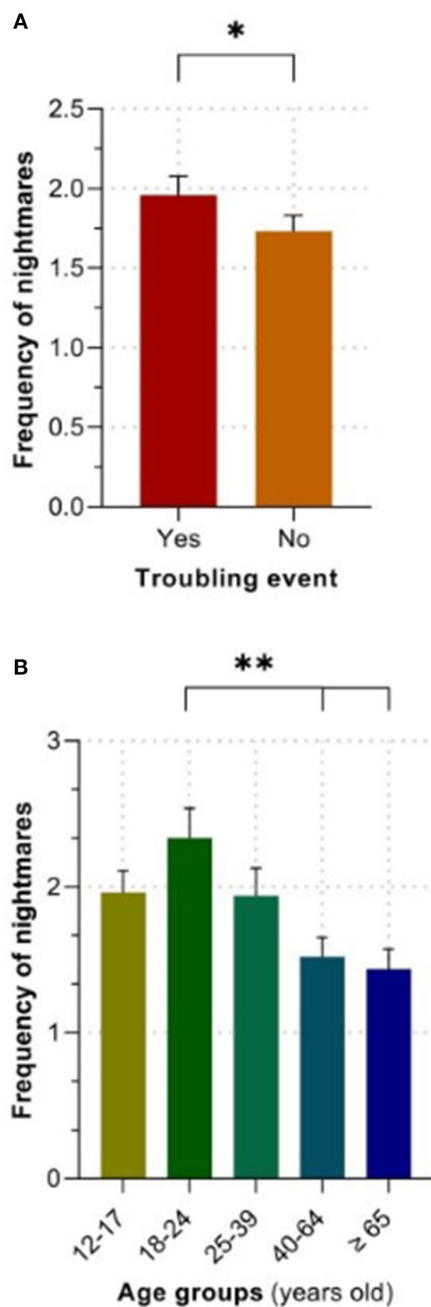 A
*
Frequency of nightmares
2.5
2.0
1.5
1.0
0.5
0.0
Yes No
Troubling event
B
**
Frequency of nightmares
3
2
1
0
12-17 18-24 25-39 40-64 ≥ 65
Age groups (years old)